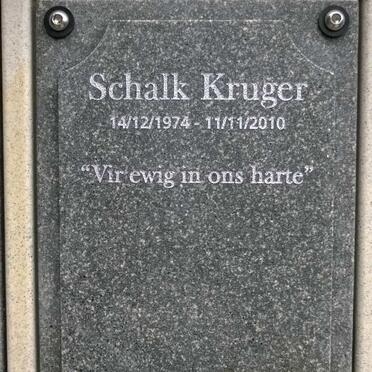 Schalk Kruger
14/12/1974 - 11/11/2010
“Vir ewig in ons harte”